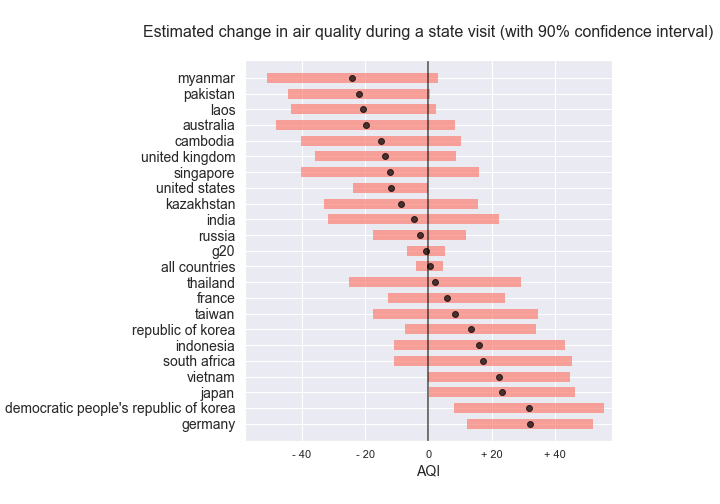 Estimated change in air quality during a state visit (with 90% confidence interval)
myanmar
pakistan
laos
australia
cambodia
united kingdom
singapore
united states
kazakhstan
india
russia
g20
all countries
thailand
france
taiwan
republic of korea
indonesia
south africa
vietnam
japan
democratic people's republic of korea
germany
- 40 - 20 0 + 20 + 40
AQI